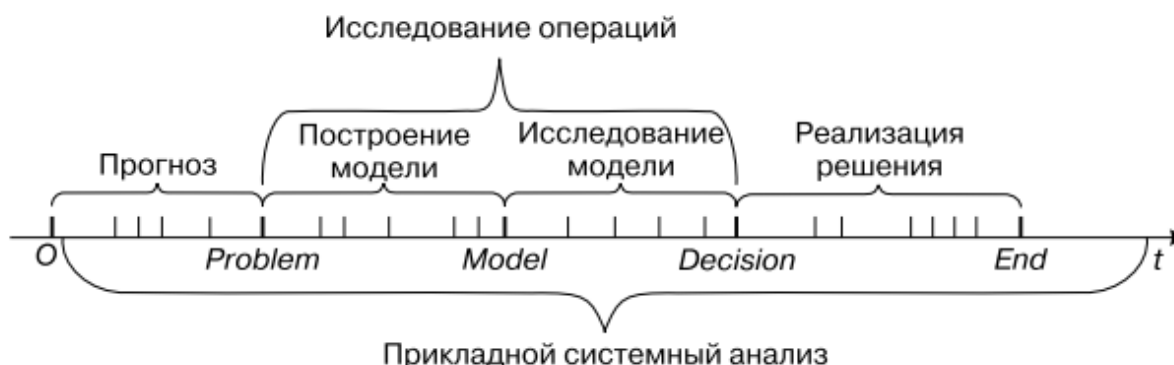 Исследование операций
Построение
модели
Исследование
модели
Реализация
решения
Прогноз
O
Problem
Model
Decision
End
t
Прикладной системный анализ